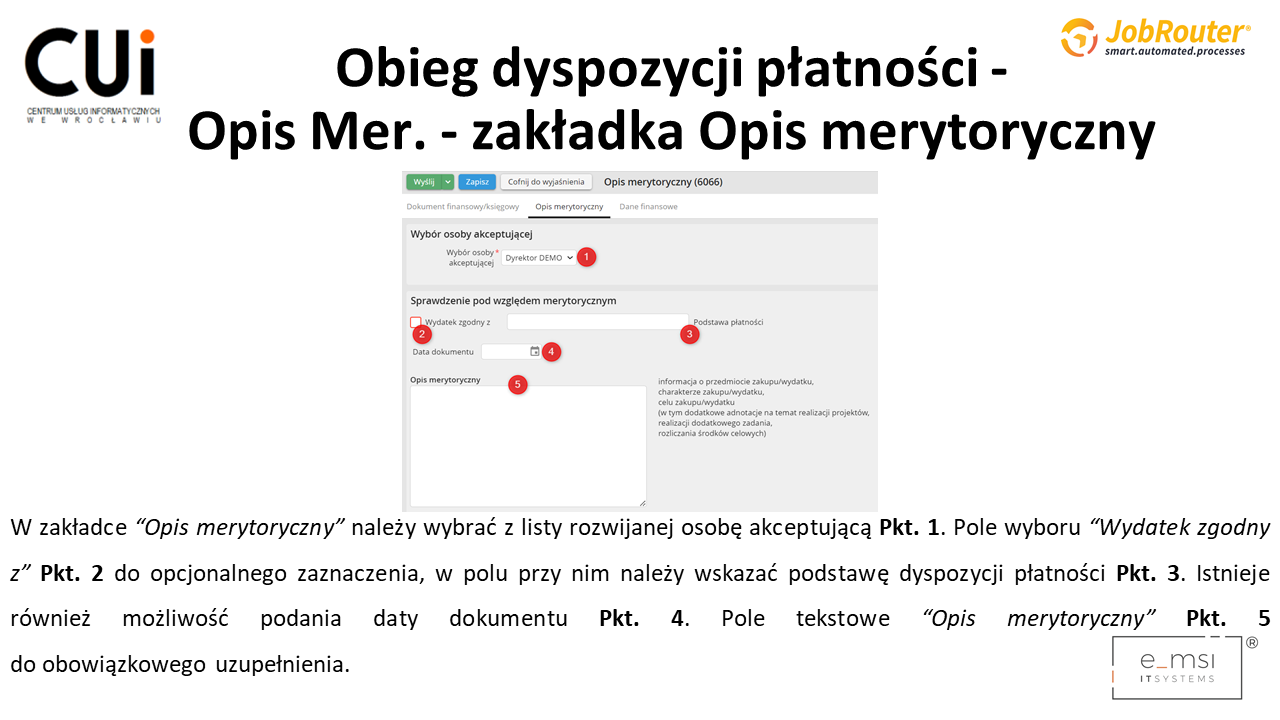 CUi
CENTRUM USŁUG INFORMATYCZNYCH
WE WROCŁAWIU
JobRouter®
smart.automated.processes
Obieg dyspozycji płatności -
Opis Mer. - zakładka Opis merytoryczny
Wyślij Zapisz Cofnij do wyjaśnienia Opis merytoryczny (6066)
Dokument finansowy/księgowy Opis merytoryczny Dane finansowe
Wybór osoby akceptującej
Wybór osoby *
akceptującej
Dyrektor DEMO 1
Sprawdzenie pod względem merytorycznym
Wydatek zgodny z Podstawa płatności
2 3
Data dokumentu 4
Opis merytoryczny 5
informacja o przedmiocie zakupu/wydatku,
charakterze zakupu/wydatku,
celu zakupu/wydatku
(w tym dodatkowe adnotacje na temat realizacji projektów,
realizacji dodatkowego zadania,
rozliczania środków celowych)
W zakładce “Opis merytoryczny” należy wybrać z listy rozwijanej osobę akceptującą Pkt. 1. Pole wyboru “Wydatek zgodny
z” Pkt. 2 do opcjonalnego zaznaczenia, w polu przy nim należy wskazać podstawę dyspozycji płatności Pkt. 3. Istnieje
również możliwość podania daty dokumentu Pkt. 4. Pole tekstowe “Opis merytoryczny” Pkt. 5
do obowiązkowego uzupełnienia.
e_msi ®
ITSYSTEMS